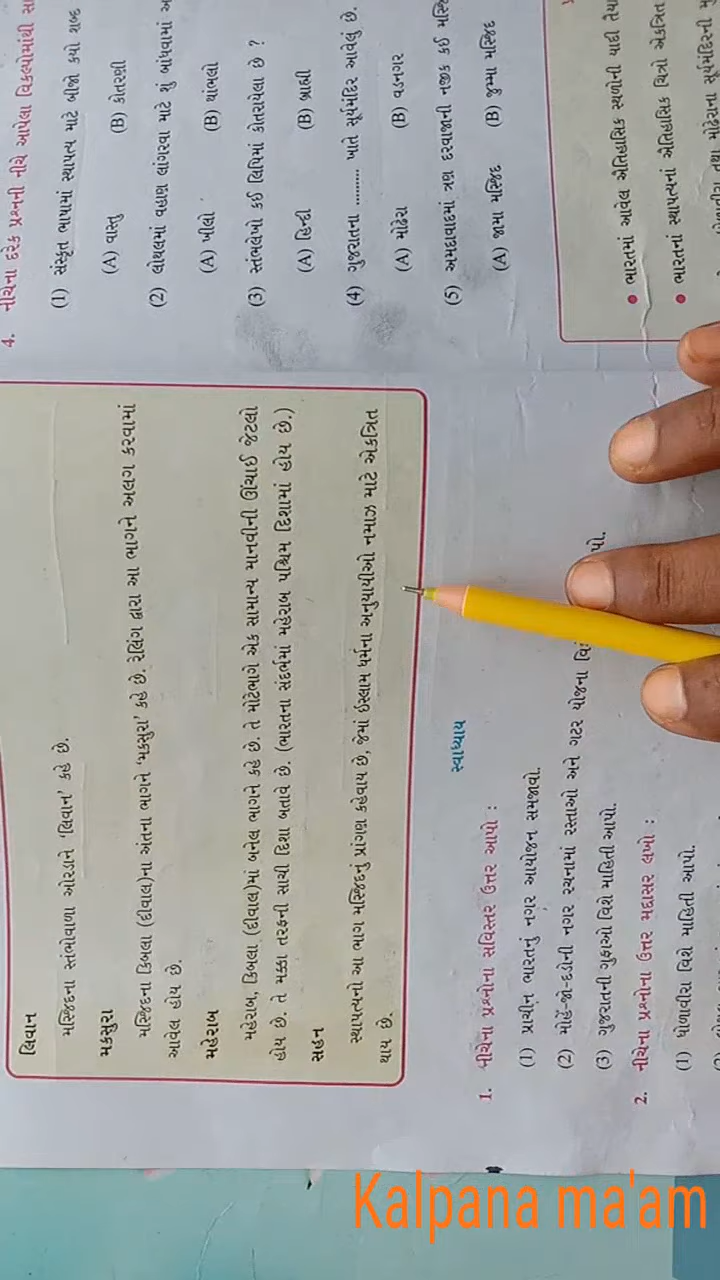 લિવાન
મસ્જિદના સ્તંભોવાળા ઓરડાને ‘લિવાન’ કહે છે.
મકસુરા
મસ્જિદના કિબલા (દીવાલ)ના અંતના ભાગને ‘મકસુરા’ કહે છે. રેલિંગ દ્વારા આ ભાગને અલગ કરવામાં
આવેલ હોય છે.
મહેરાબ
મહેરાબ, કિબલા (દીવાલ)માં બનેલ ભાગને કહે છે. તે મોટેભાગે એક સામાન્ય માનવીની ઊંચાઈ જેટલો
હોય છે. તે મક્કા તરફની સાચી દિશા બતાવે છે. (ભારતના સંદર્ભમાં મહેરાબ પશ્ચિમ દિશામાં હોય છે.)
સહન
સ્થાપત્યનો આ ભાગ મસ્જિદનું પ્રાંગણ કહેવાય છે, જેમાં ઇસ્લામ ધર્મના અનુયાયીઓ નમાઝ માટે એકત્રિત
થાય છે.
સ્વાધ્યાય
1. નીચેના પ્રશ્નોના સવિસ્તર ઉત્તર આપો :
(1) પ્રાચીન ભારતનું નગર આયોજન સમજાવો.
(2) મોહેં-જો-દડોની નગર રચનામાં રસ્તાઓ અને ગટર યોજના
(3) ગુજરાતની ગુફાઓ વિશે માહિતી આપો.
2. નીચેના પ્રશ્નોના ઉત્તર મુદ્દાસર લખો :
(1) ધોળાવીરા વિશે માહિતી આપો.
4. નીચેના દરેક પ્રશ્નની નીચે આપેલા વિકલ્પોમાંથી
(1) સંસ્કૃત ભાષામાં સ્થાપત્ય માટે બીજો કયો શબ્દ
(A) વાસ્તુ (B) કોતરણી
(2) લોથલમાં વહાણ લાંગરવા માટે શું બાંધવામાં
(A) ખીલો (B) થાંભલો
(3) સ્તંભલેખો કઈ લિપિમાં કોતરાયેલા છે ?
(A) હિન્દી (B) બ્રાહ્મી
(4) ગુજરાતના ......... ખાતે સૂર્યમંદિર આવેલું છે.
(A) મોઢેરા (B) વડનગર
(5) અમદાવાદમાં ત્રણ દરવાજાની નજીક કઈ
(A) જામા મસ્જિદ (B) જુમ્મા મસ્જિદ
• ભારતમાં આવેલ ઐતિહાસિક સ્થળોની યાદી
• ભારતનાં સ્થાપત્યનાં ઐતિહાસિક ચિત્રો એકત્રિત
મોઢેરાના સૂર્યમંદિરની
Kalpana ma'am